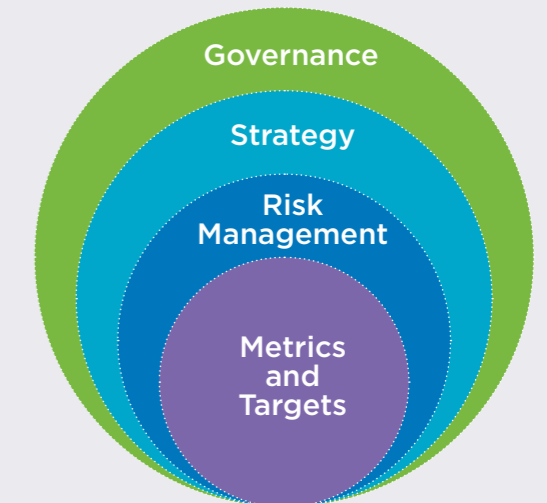 Governance
Strategy
Risk
Management
Metrics
and
Targets